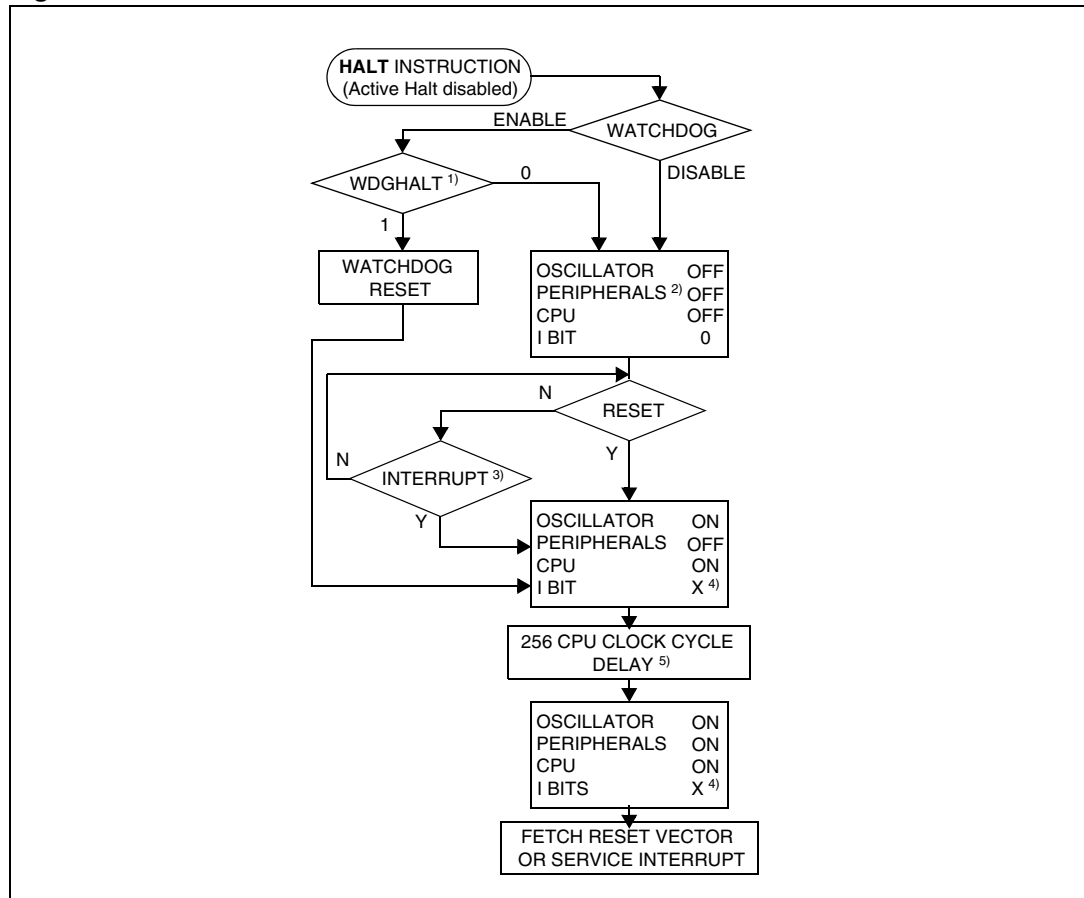 HALT INSTRUCTION
(Active Halt disabled)
ENABLE
WATCHDOG
WDGHALT 1)
0
DISABLE
1
WATCHDOG
RESET
OSCILLATOR OFF
PERIPHERALS 2) OFF
CPU OFF
I BIT 0
N
RESET
N
INTERRUPT 3)
Y
Y
OSCILLATOR ON
PERIPHERALS OFF
CPU ON
I BIT X 4)
256 CPU CLOCK CYCLE
DELAY 5)
OSCILLATOR ON
PERIPHERALS ON
CPU ON
I BITS X 4)
FETCH RESET VECTOR
OR SERVICE INTERRUPT